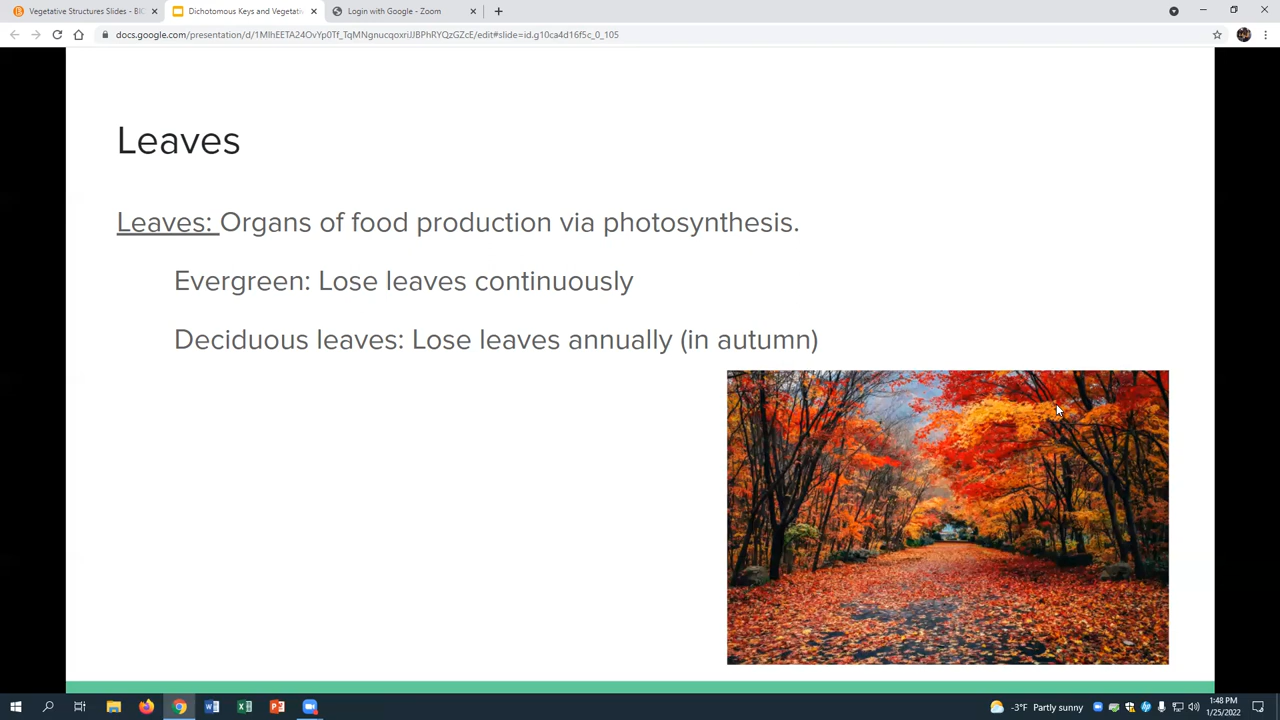 Vegetative Structures Slides - BIO
Dichotomous Keys and Vegetativ
Login with Google - Zoom
Leaves
Leaves: Organs of food production via photosynthesis.
Evergreen: Lose leaves continuously
Deciduous leaves: Lose leaves annually (in autumn)
-3°F Partly sunny
1:48 PM
1/25/2022